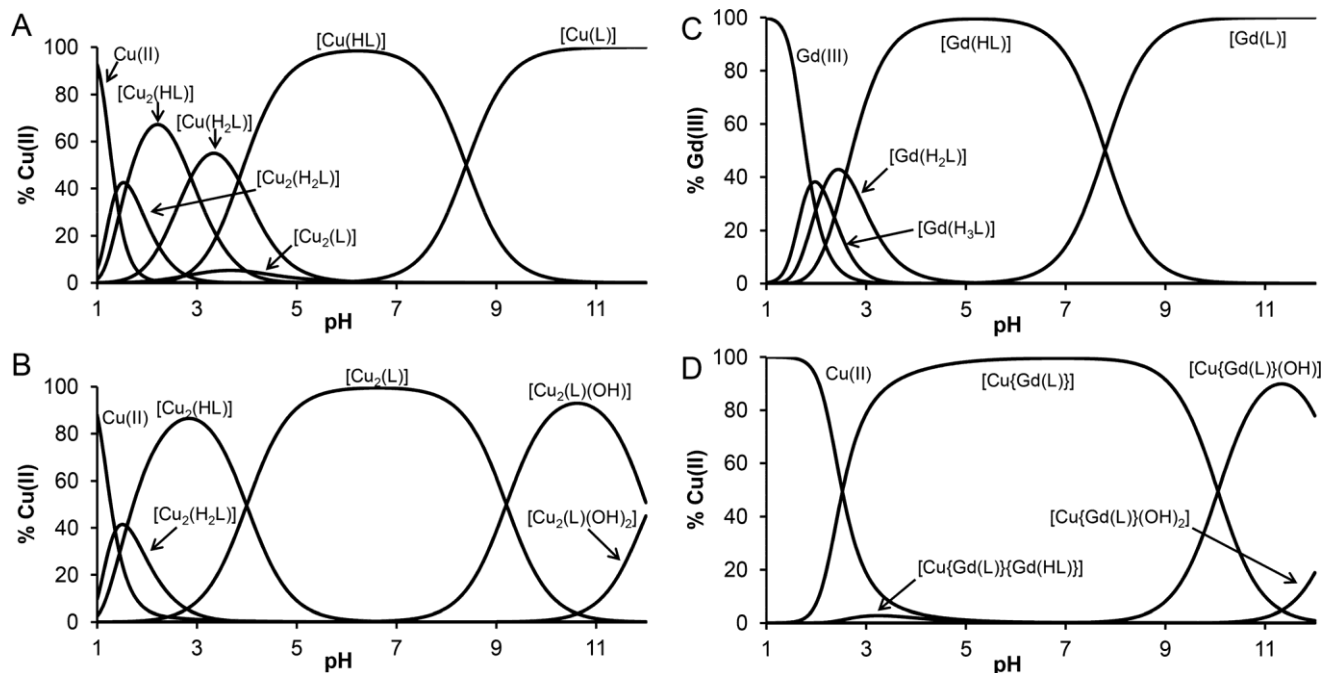 A
% Cu(II)
100
80
60
40
20
0
Cu(II)
[Cu₂(HL)]
[Cu(H₂L)]
[Cu₂(H₂L)]
[Cu₂(L)]
[Cu(HL)]
[Cu(L)]
1 3 5 7 9 11
pH
C
% Gd(III)
100
80
60
40
20
0
Gd(III)
[Gd(HL)]
[Gd(L)]
[Gd(H₂L)]
[Gd(H₃L)]
1 3 5 7 9 11
pH
B
% Cu(II)
100
80
60
40
20
0
Cu(II)
[Cu₂(HL)]
[Cu₂(H₂L)]
[Cu₂(L)]
[Cu₂(L)(OH)]
[Cu₂(L)(OH)₂]
1 3 5 7 9 11
pH
D
% Cu(II)
100
80
60
40
20
0
Cu(II)
[Cu{Gd(L)}]
[Cu{Gd(L)}(OH)]
[Cu{Gd(L)}(OH)₂]
[Cu{Gd(L)}{Gd(HL)}]
1 3 5 7 9 11
pH